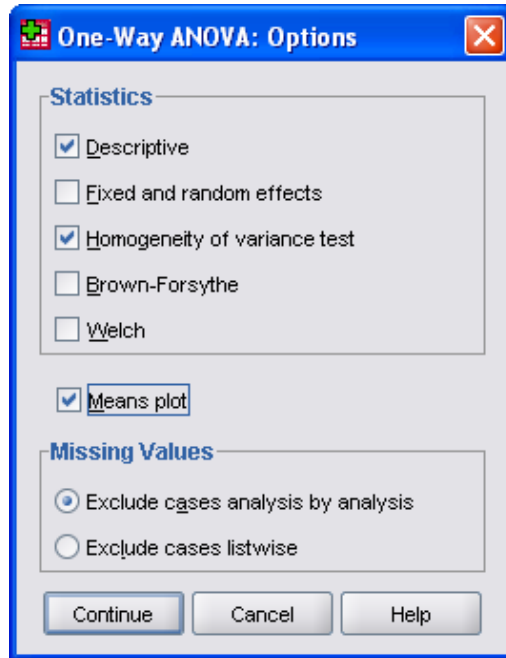 One-Way ANOVA: Options
Statistics
Descriptive
Fixed and random effects
Homogeneity of variance test
Brown-Forsythe
Welch
Means plot
Missing Values
Exclude cases analysis by analysis
Exclude cases listwise
Continue Cancel Help